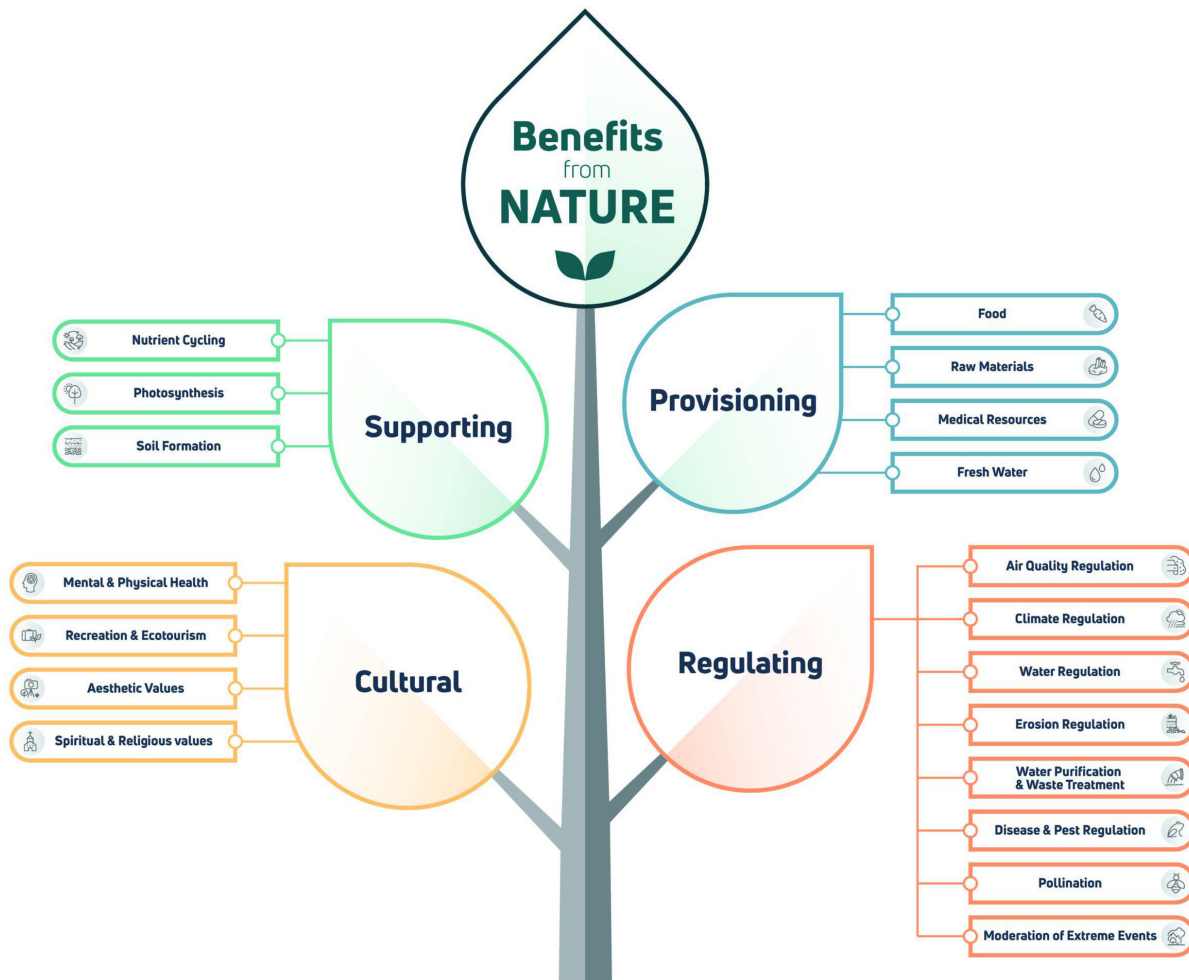 Benefits
from
NATURE
Supporting
Nutrient Cycling
Photosynthesis
Soil Formation
Provisioning
Food
Raw Materials
Medical Resources
Fresh Water
Cultural
Mental & Physical Health
Recreation & Ecotourism
Aesthetic Values
Spiritual & Religious values
Regulating
Air Quality Regulation
Climate Regulation
Water Regulation
Erosion Regulation
Water Purification
& Waste Treatment
Disease & Pest Regulation
Pollination
Moderation of Extreme Events